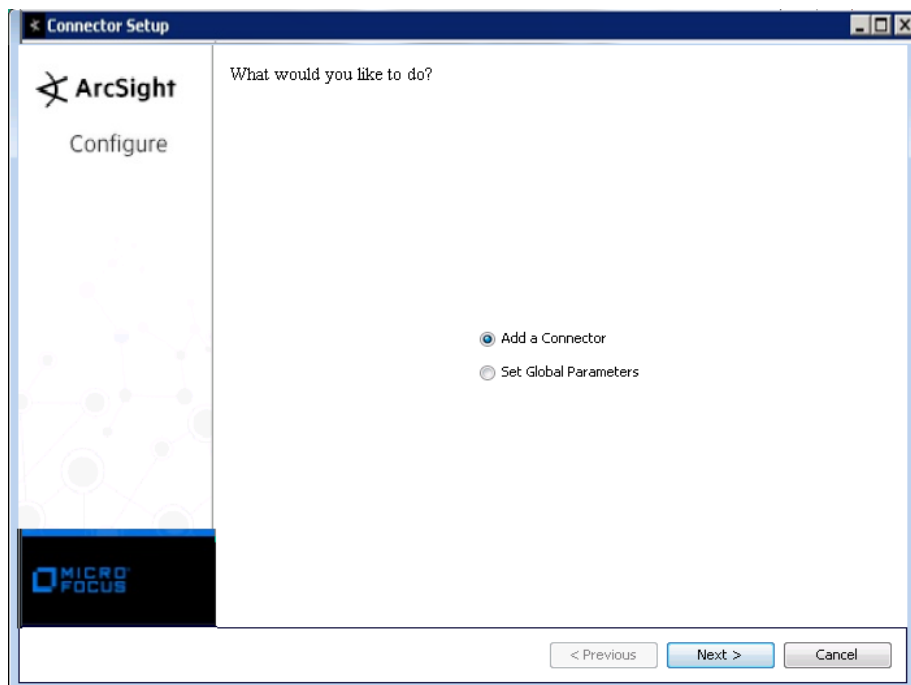 Connector Setup
ArcSight
Configure
What would you like to do?
Add a Connector
Set Global Parameters
MICRO
FOCUS
< Previous
Next >
Cancel